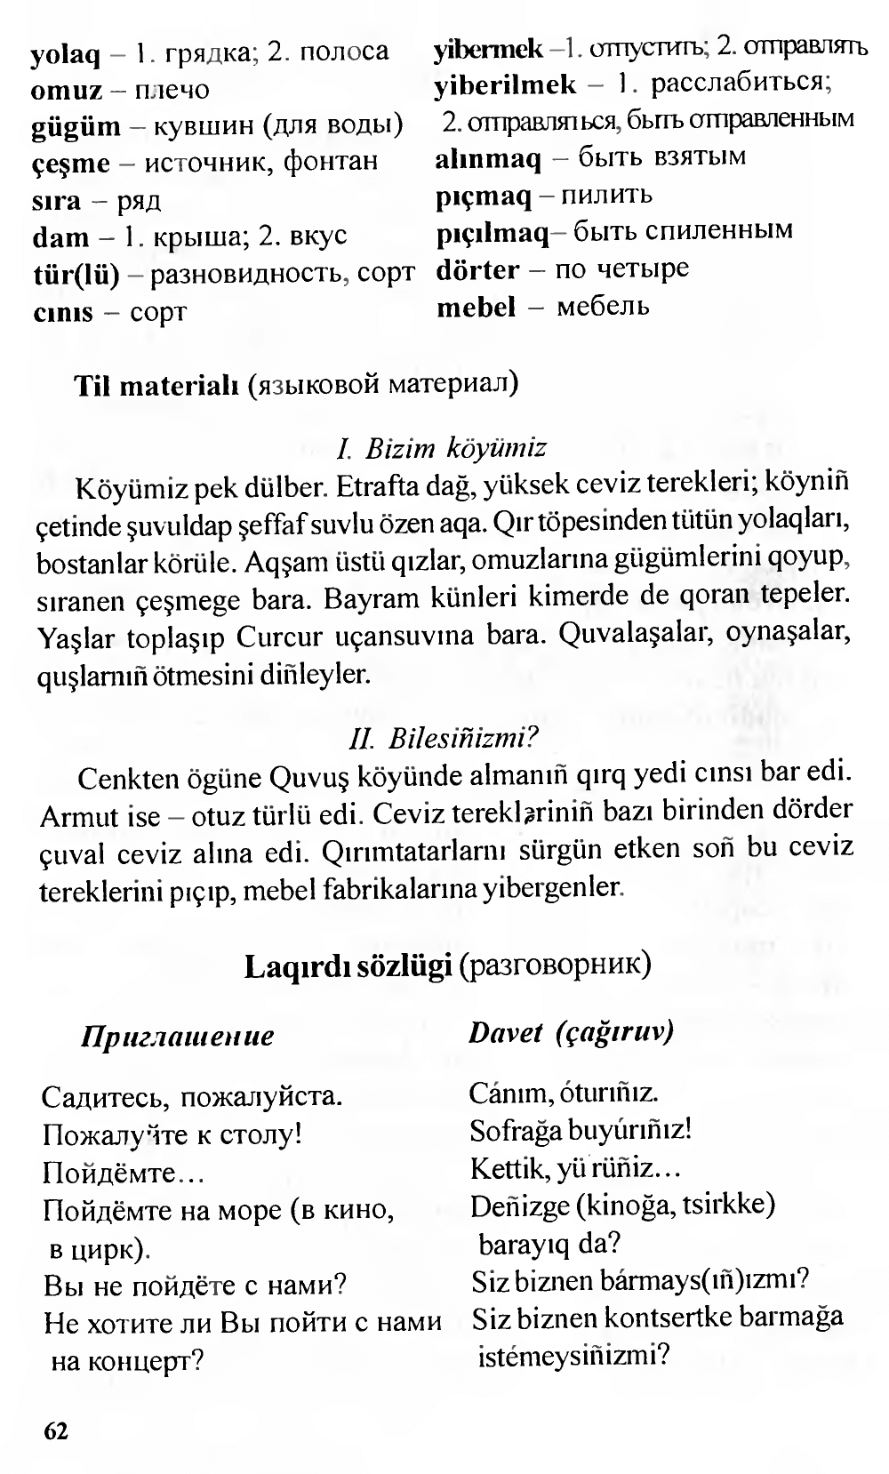 yolaq – 1. грядка; 2. полоса
omuz – плечо
gügüm – кувшин (для воды)
çeşme – источник, фонтан
sıra – ряд
dam – 1. крыша; 2. вкус
tür(lü) – разновидность, сорт
cınıs – сорт
yibermek –1. отпустить; 2. отправлять
yiberilmek – 1. расслабиться;
2. отправляться, быть отправленным
alınmaq – быть взятым
pıçmaq – пилить
pıçılmaq– быть спиленным
dörter – по четыре
mebel – мебель
Til materialı (языковой материал)
I. Bizim köyümiz
Köyümiz pek dülber. Etrafta dağ, yüksek ceviz terekleri; köyniñ
çetinde şuvuldap şeffaf suvlu özen aqa. Qır töpesinden tütün yolaqları,
bostanlar körüle. Aqşam üstü qızlar, omuzlarına gügümlerini qoyup,
sıranen çeşmege bara. Bayram künleri kimerde de qoran tepeler.
Yaşlar toplaşıp Curcur uçansuvına bara. Quvalaşalar, oynaşalar,
quşlarnıñ ötmesini diñleyler.
II. Bilesiñizmi?
Cenkten ögüne Quvuş köyünde almanıñ qırq yedi cınsı bar edi.
Armut ise – otuz türlü edi. Ceviz terekleriniñ bazı birinden dörder
çuval ceviz alına edi. Qırımtatarlarnı sürgün etken soñ bu ceviz
tereklerini pıçıp, mebel fabrikalarına yibergenler.
Laqırdı sözlügi (разговорник)
Приглашение
Davet (çağıruv)
Садитесь, пожалуйста.
Cánım, óturıñız.
Пожалуйте к столу!
Sofrağa buyúrıñız!
Пойдёмте...
Kettik, yü rüñiz...
Пойдёмте на море (в кино,
в цирк).
Deñizge (kinoğa, tsirkke)
barayıq da?
Вы не пойдёте с нами?
Siz biznen bármays(ıñ)ızmı?
Не хотите ли Вы пойти с нами
на концерт?
Siz biznen kontsertke barmağa
istémeysiñizmi?
62